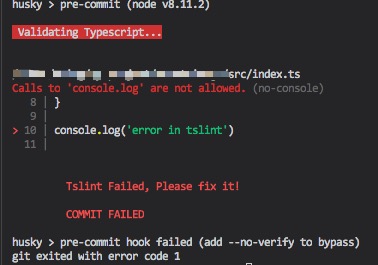 husky > pre-commit (node v8.11.2)
Validating Typescript...
src/index.ts
Calls to 'console.log' are not allowed. (no-console)
8 | }
9 |
> 10 | console.log('error in tslint')
11 |
Tslint Failed, Please fix it!
COMMIT FAILED
husky > pre-commit hook failed (add --no-verify to bypass)
git exited with error code 1